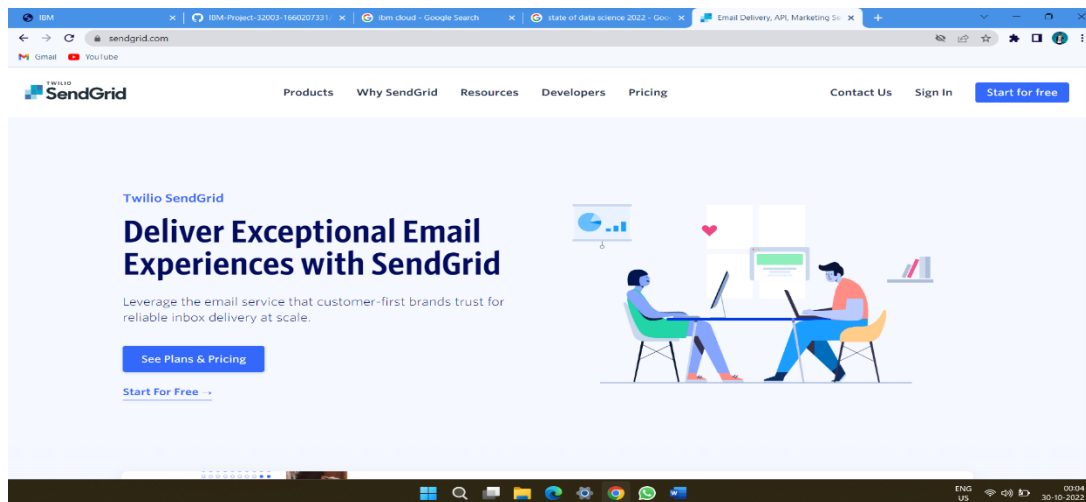 IBM
IBM-Project-32003-1660207331
ibm cloud - Google Search
state of data science 2022 - Goo
Email Delivery, API, Marketing Se
sendgrid.com
Gmail
YouTube
TWILIO
SendGrid
Products
Why SendGrid
Resources
Developers
Pricing
Contact Us
Sign In
Start for free
Twilio SendGrid
Deliver Exceptional Email
Experiences with SendGrid
Leverage the email service that customer-first brands trust for
reliable inbox delivery at scale.
See Plans & Pricing
Start For Free →
ENG
US
00:04
30-10-2022